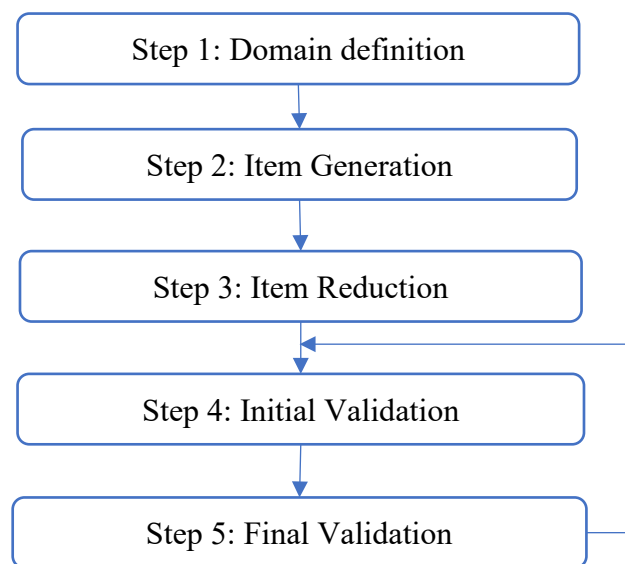 Step 1: Domain definition
Step 2: Item Generation
Step 3: Item Reduction
Step 4: Initial Validation
Step 5: Final Validation